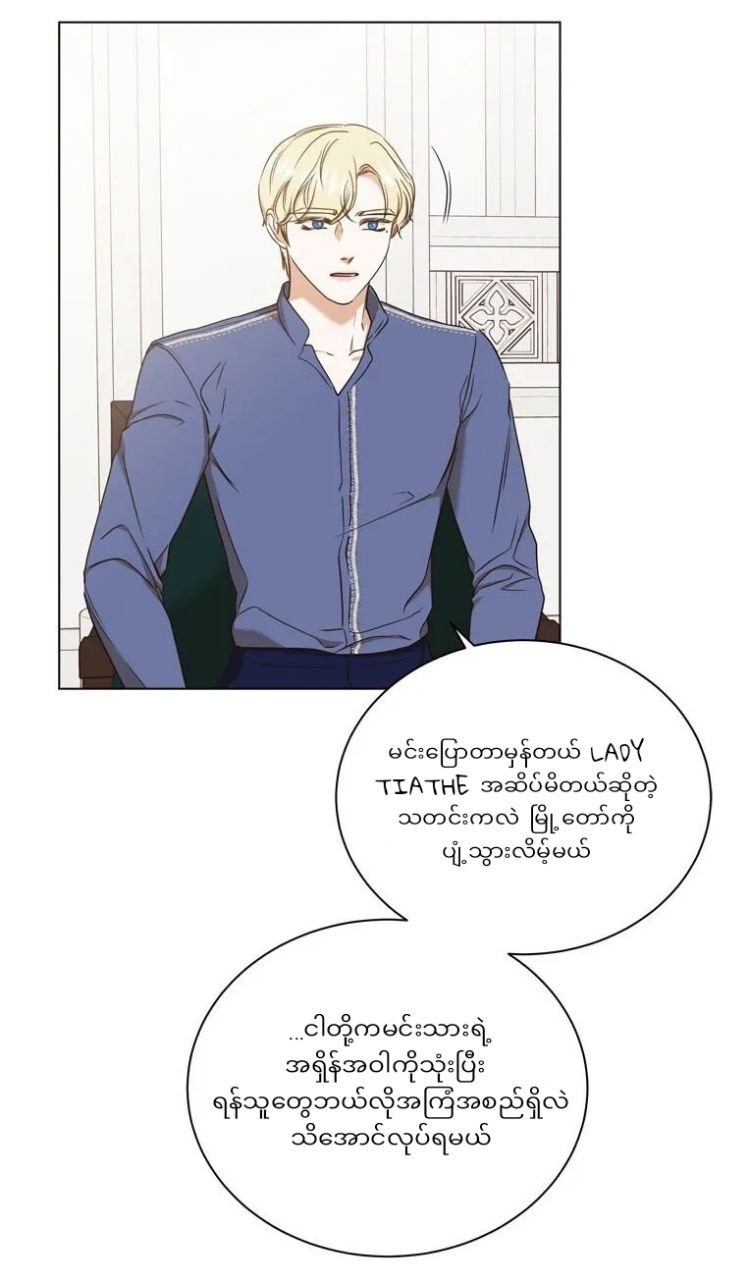 မင်းပြောတာမှန်တယ် LADY
TIATHE အဆိပ်မိတယ်ဆိုတဲ့
သတင်းကလဲ မြို့တော်ကို
ပျံ့သွားလိမ့်မယ်
...ငါတို့ကမင်းသားရဲ့
အရှိန်အဝါကိုသုံးပြီး
ရန်သူတွေဘယ်လိုအကြံအစည်ရှိလဲ
သိအောင်လုပ်ရမယ်